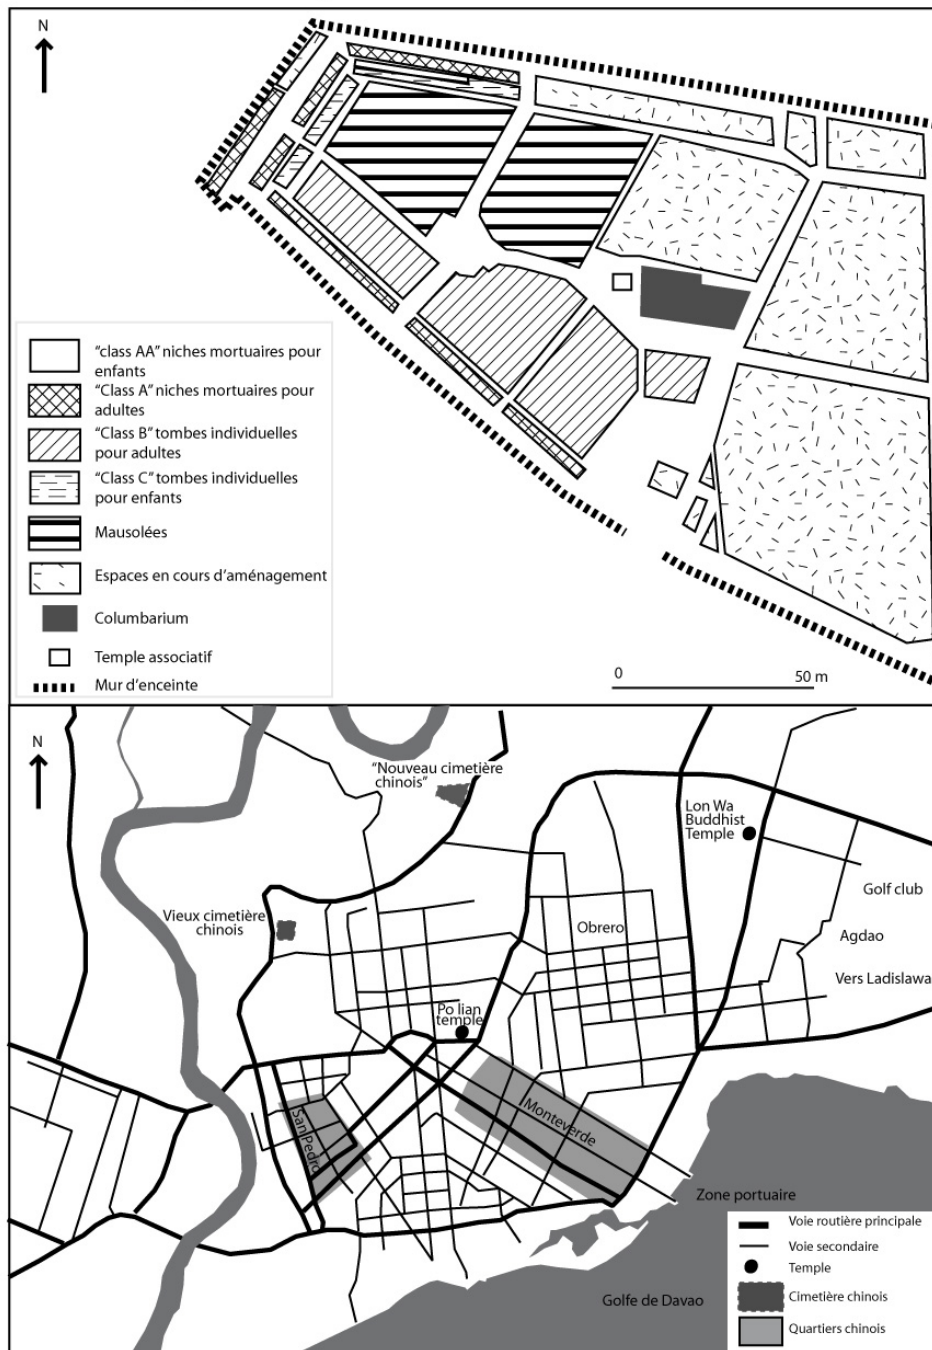 N
"class AA" niches mortuaires pour
enfants
"Class A" niches mortuaires pour
adultes
"Class B" tombes individuelles
pour adultes
"Class C" tombes individuelles
pour enfants
Mausolées
Espaces en cours d'aménagement
Columbarium
Temple associatif
Mur d'enceinte
0 50 m
N
"Nouveau cimetière
chinois"
Lon Wa
Buddhist
Temple
Golf club
Vieux cimetière
chinois
Obrero
Agdao
Vers Ladislawa
Po lian
temple
San Pedro
Monteverde
Zone portuaire
Golfe de Davao
Voie routière principale
Voie secondaire
Temple
Cimetière chinois
Quartiers chinois